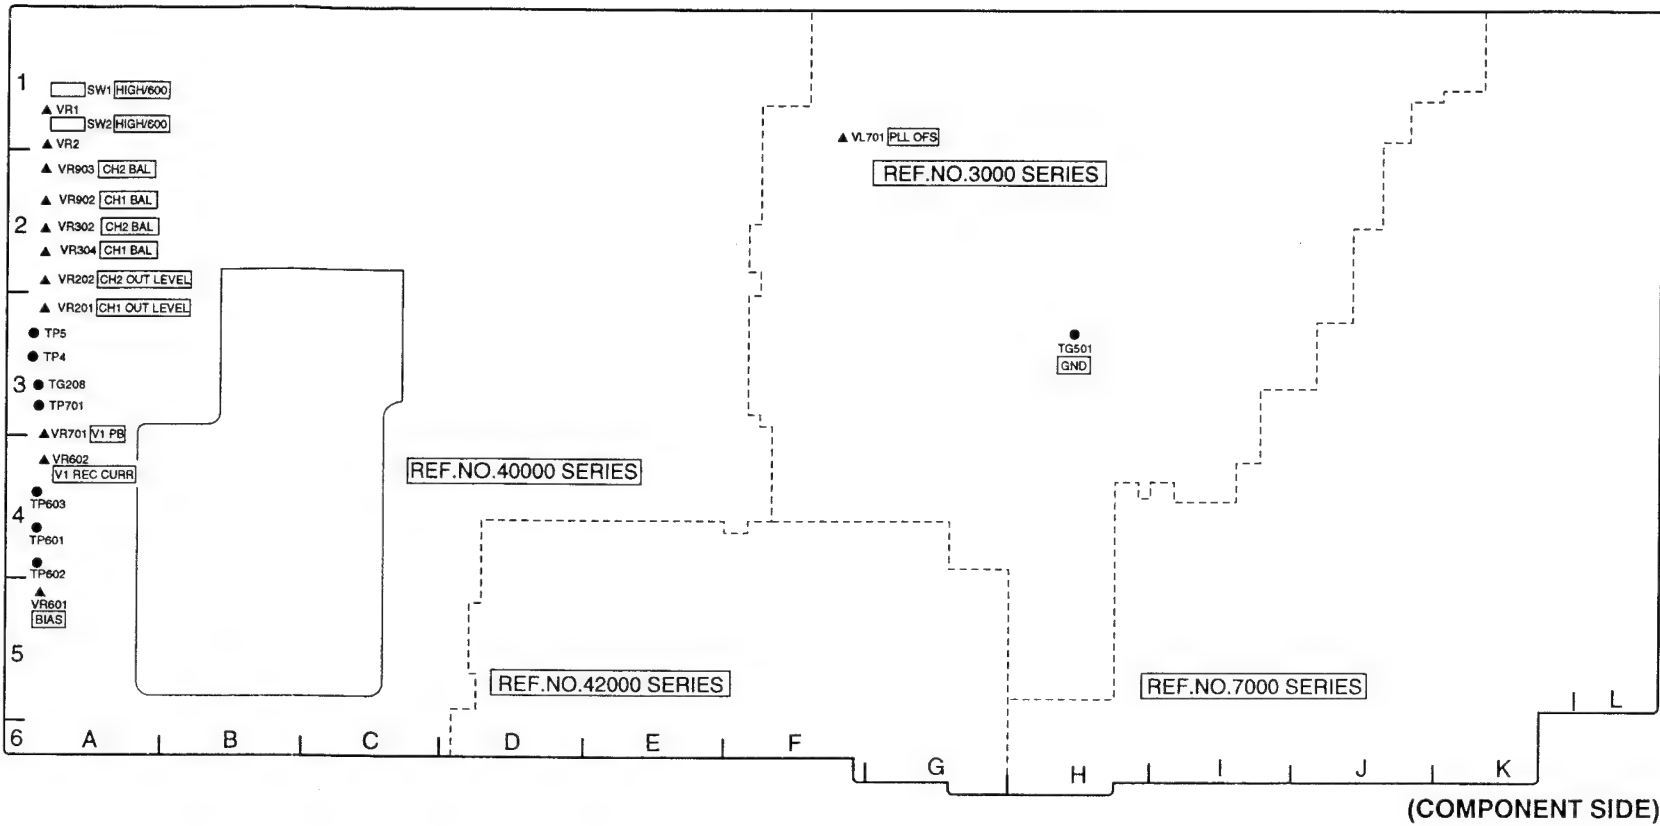 1
SW1 HIGH/600
▲ VR1
SW2 HIGH/600
▲ VR2
▲ VL701 PLL OFS
▲ VR903 CH2 BAL
REF.NO.3000 SERIES
▲ VR902 CH1 BAL
2
▲ VR302 CH2 BAL
▲ VR304 CH1 BAL
▲ VR202 CH2 OUT LEVEL
▲ VR201 CH1 OUT LEVEL
● TP5
● TP4
TG501
GND
3
● TG208
● TP701
▲ VR701 V1 PB
▲ VR602
V1 REC CURR
REF.NO.40000 SERIES
TP603
4
TP601
TP602
VR601
BIAS
5
REF.NO.42000 SERIES
REF.NO.7000 SERIES
6 A B C D E F G H I J K L
(COMPONENT SIDE)